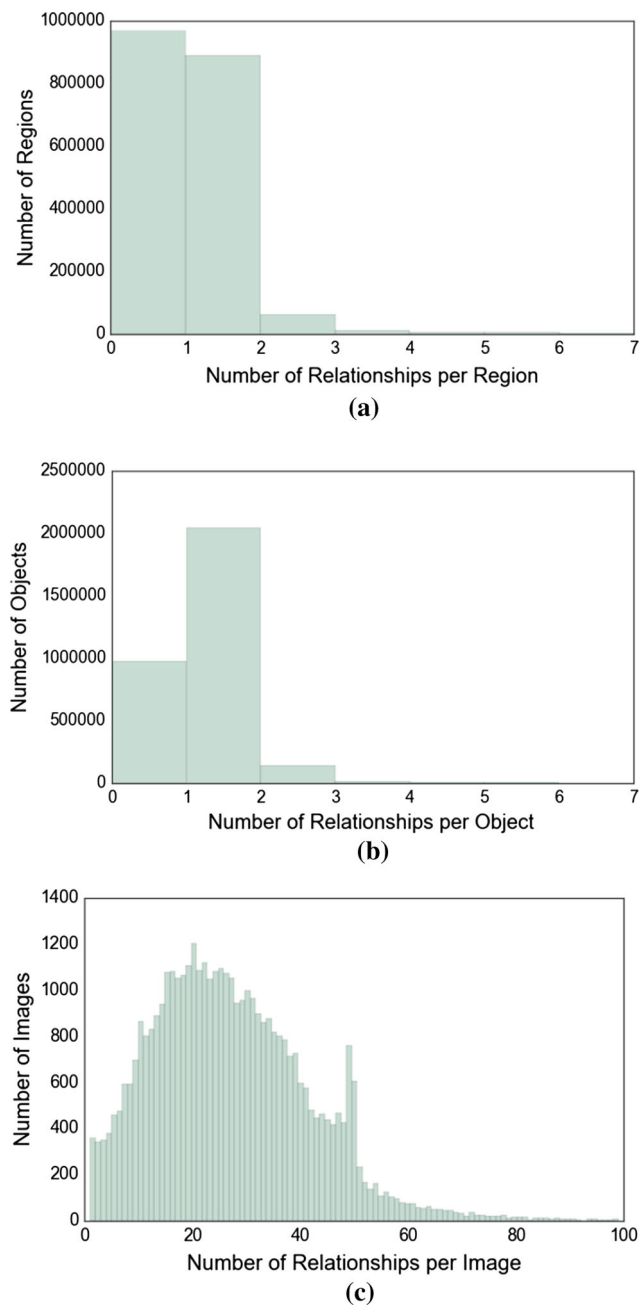 1000000
800000
600000
400000
200000
0
Number of Regions
0 1 2 3 4 5 6 7
Number of Relationships per Region
(a)
2500000
2000000
1500000
1000000
500000
0
Number of Objects
0 1 2 3 4 5 6 7
Number of Relationships per Object
(b)
1400
1200
1000
800
600
400
200
0
Number of Images
0 20 40 60 80 100
Number of Relationships per Image
(c)